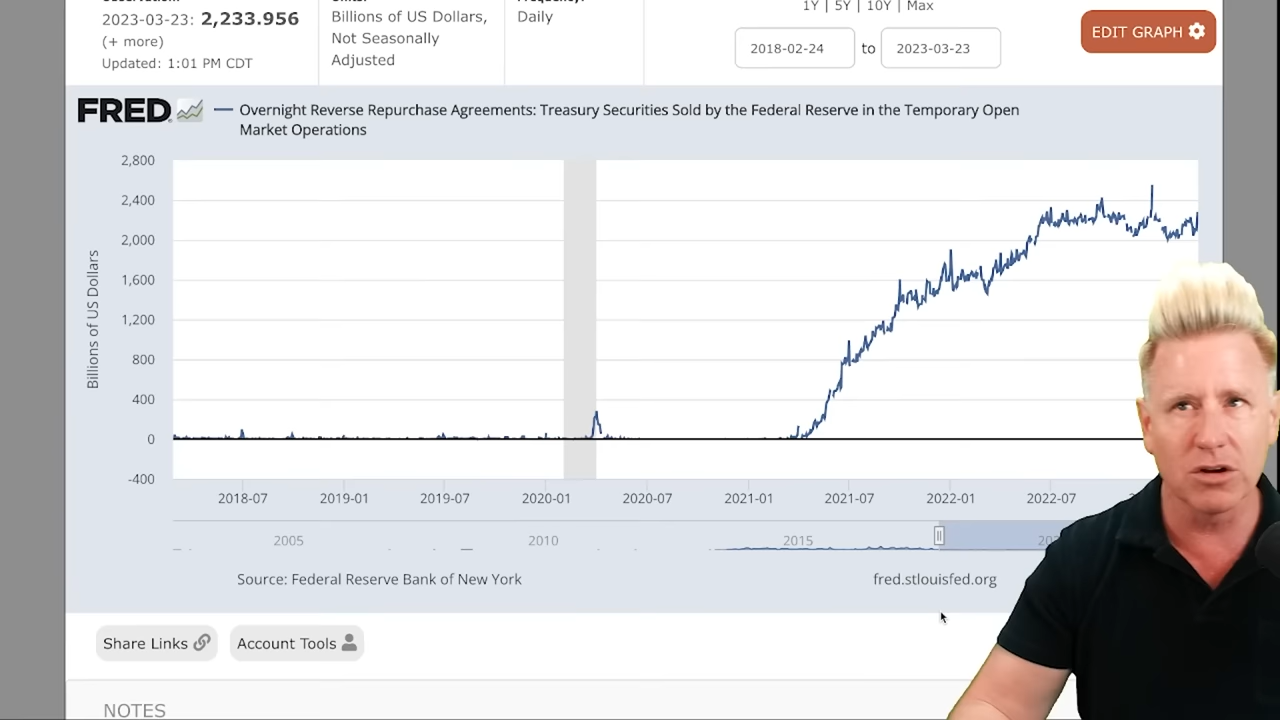 1Y | 5Y | 10Y | Max
2023-03-23: 2,233.956
(+ more)
Updated: 1:01 PM CDT
Billions of US Dollars,
Not Seasonally
Adjusted
Daily
2018-02-24 to 2023-03-23
EDIT GRAPH
FRED
Overnight Reverse Repurchase Agreements: Treasury Securities Sold by the Federal Reserve in the Temporary Open
Market Operations
Billions of US Dollars
2,800
2,400
2,000
1,600
1,200
800
400
0
-400
2018-07 2019-01 2019-07 2020-01 2020-07 2021-01 2021-07 2022-01 2022-07
2005 2010 2015
Source: Federal Reserve Bank of New York
fred.stlouisfed.org
Share Links
Account Tools
NOTES